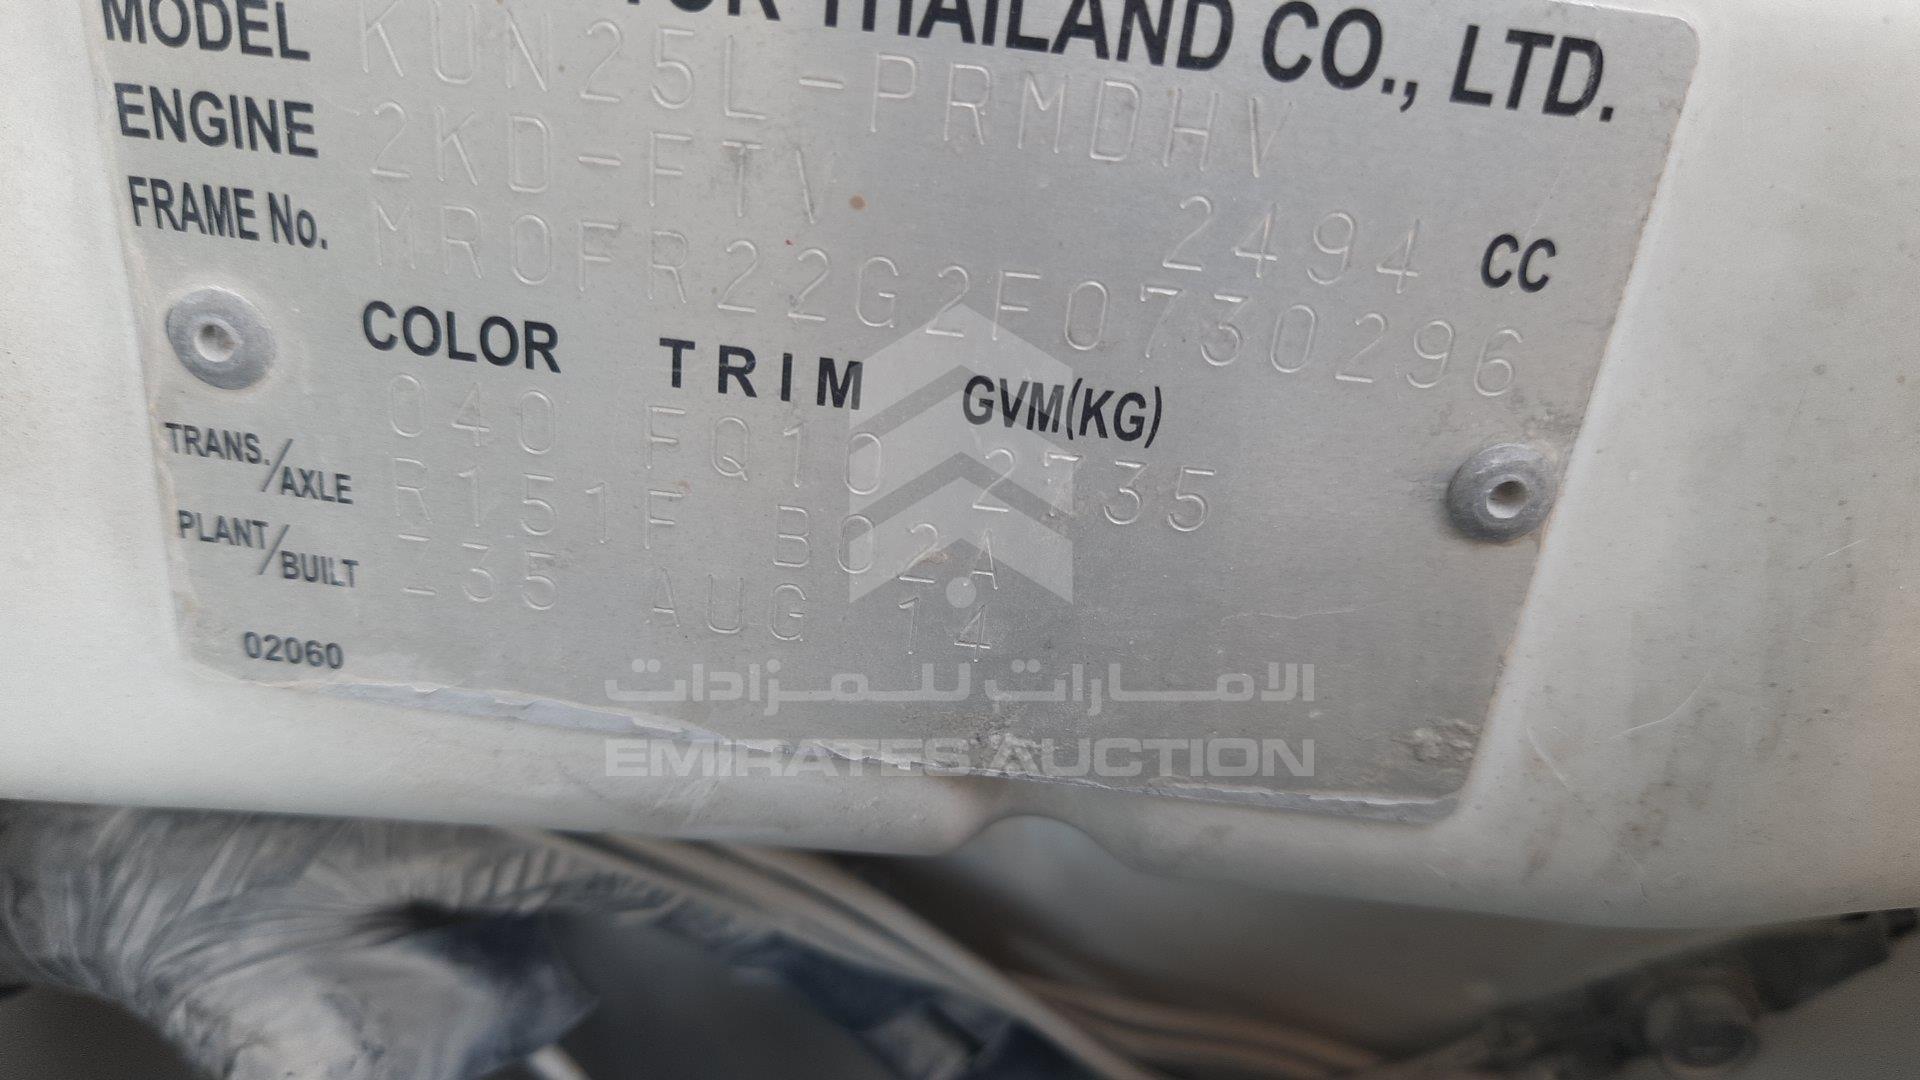 THAILAND CO., LTD.
MODEL KUN25L-PRMDHV
ENGINE 2KD-FTV 2494 CC
FRAME No. MR0FR22G2F0730296
COLOR TRIM GVM(KG)
040 FQ10 2735
TRANS./AXLE R151F B02A
PLANT/BUILT Z35 AUG 14
02060
الامارات للمزادات
EMIRATES AUCTION